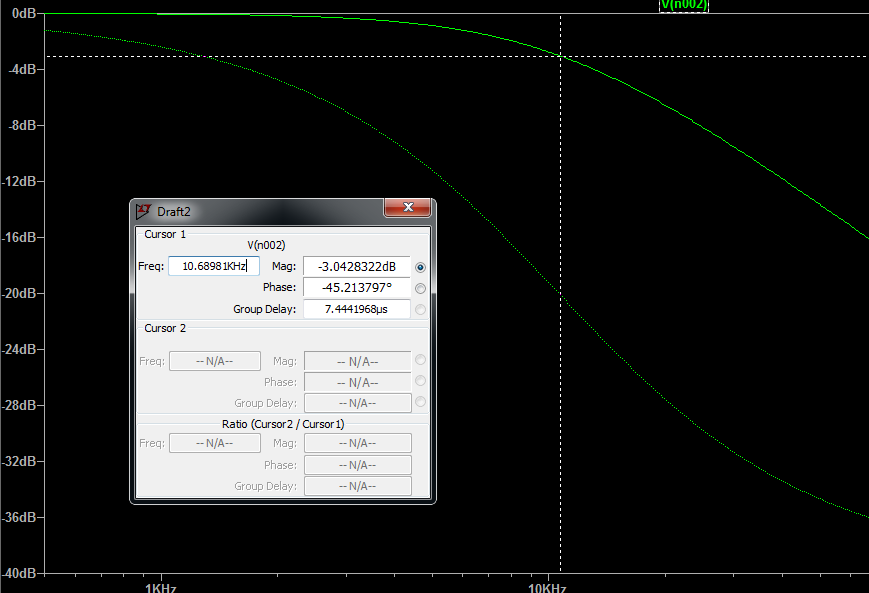 V(n002)
0dB
-4dB
-8dB
-12dB
-16dB
-20dB
-24dB
-28dB
-32dB
-36dB
-40dB
1KHz
10KHz
Draft2
Cursor 1
V(n002)
Freq: 10.68981KHz Mag: -3.0428322dB
Phase: -45.213797°
Group Delay: 7.4441968µs
Cursor 2
Freq: -- N/A-- Mag: -- N/A--
Phase: -- N/A--
Group Delay: -- N/A--
Ratio (Cursor2 / Cursor1)
Freq: -- N/A-- Mag: -- N/A--
Phase: -- N/A--
Group Delay: -- N/A--